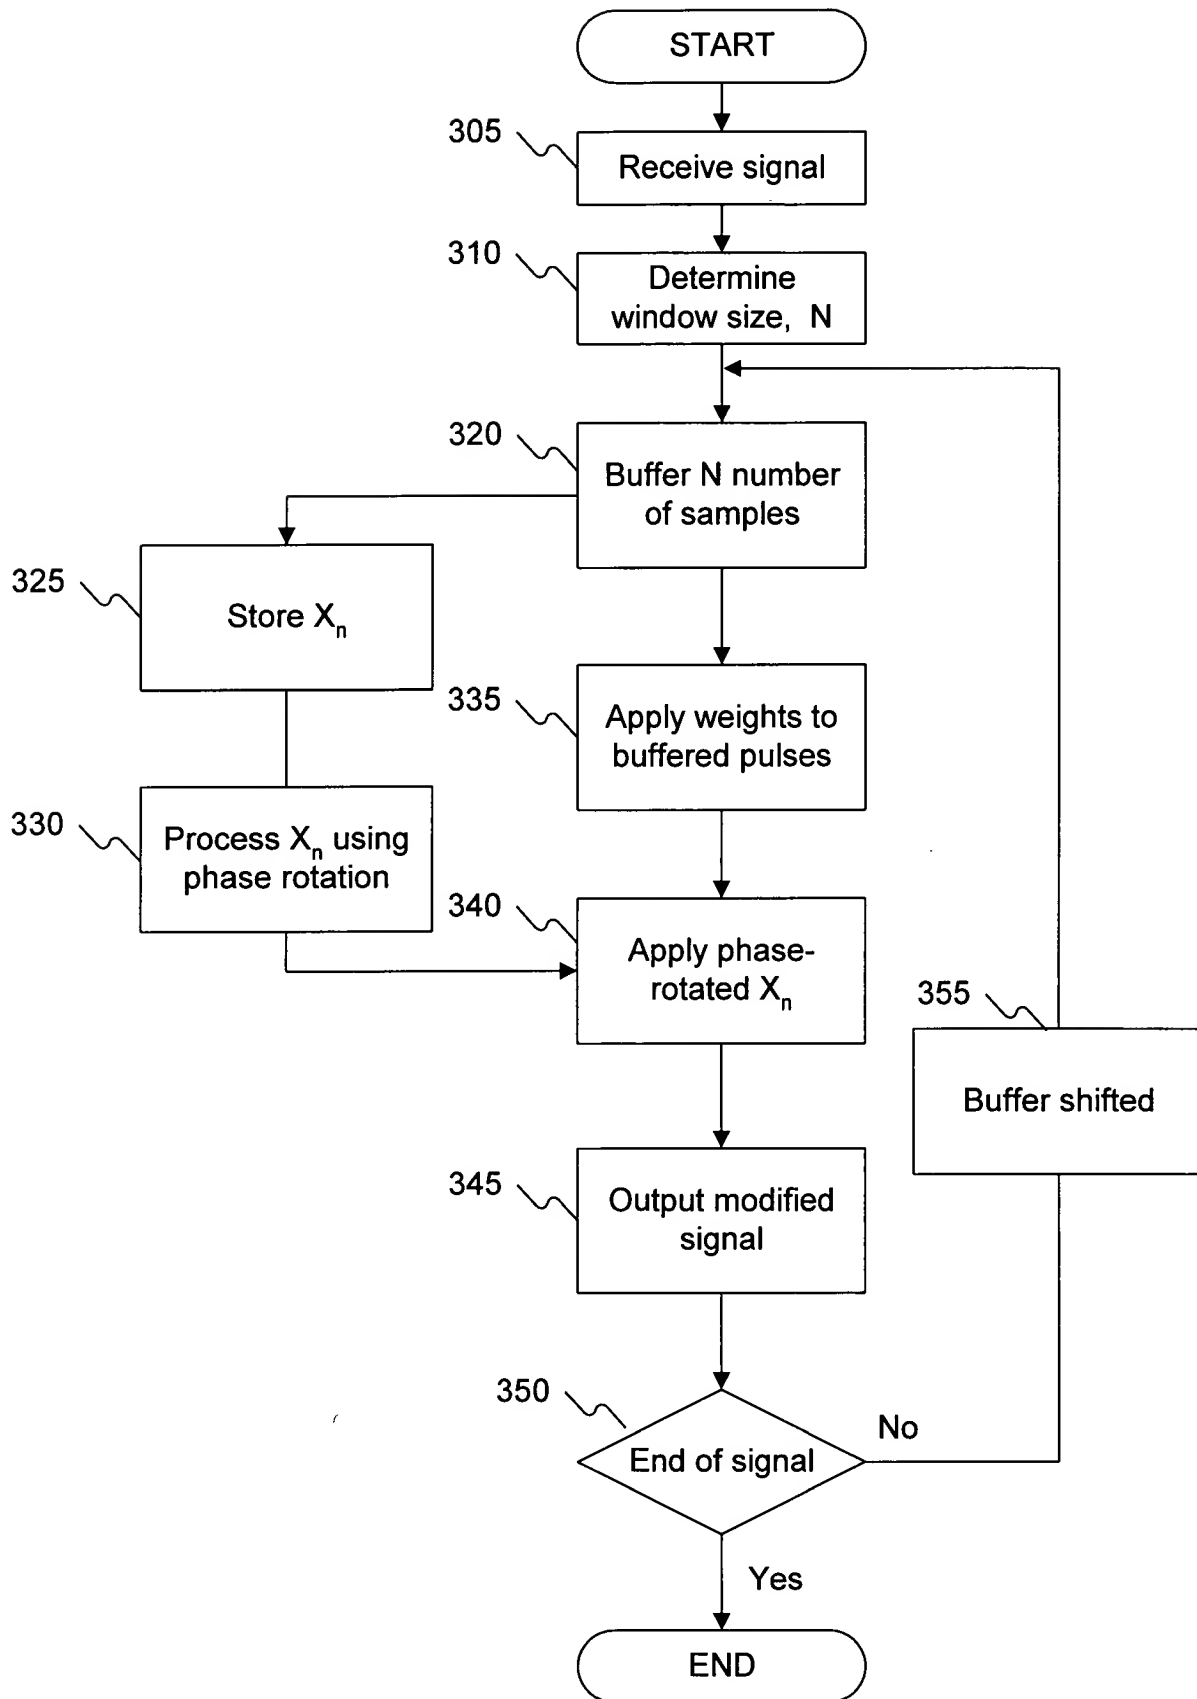 START
305
Receive signal
310
Determine
window size, N
320
Buffer N number
of samples
325
Store Xn
335
Apply weights to
buffered pulses
330
Process Xn using
phase rotation
340
Apply phase-
rotated Xn
355
Buffer shifted
345
Output modified
signal
350
End of signal
No
Yes
END